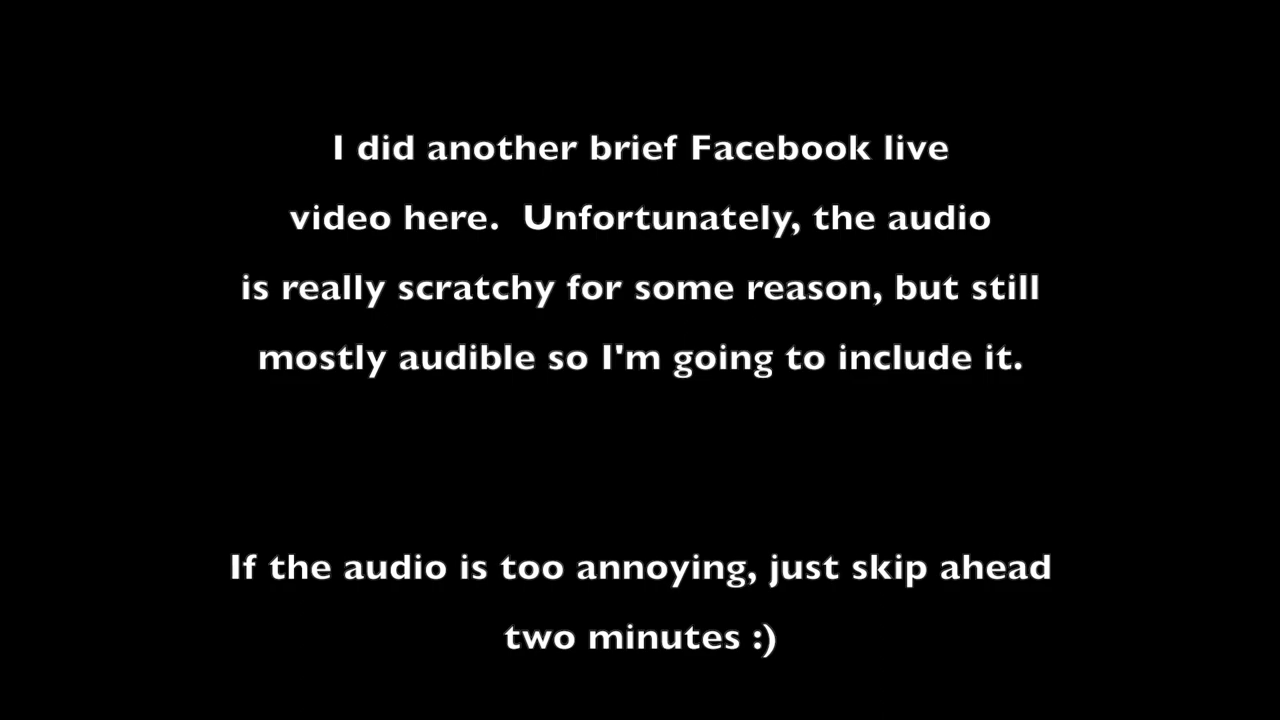 I did another brief Facebook live
video here.  Unfortunately, the audio
is really scratchy for some reason, but still
mostly audible so I'm going to include it.
If the audio is too annoying, just skip ahead
two minutes :)